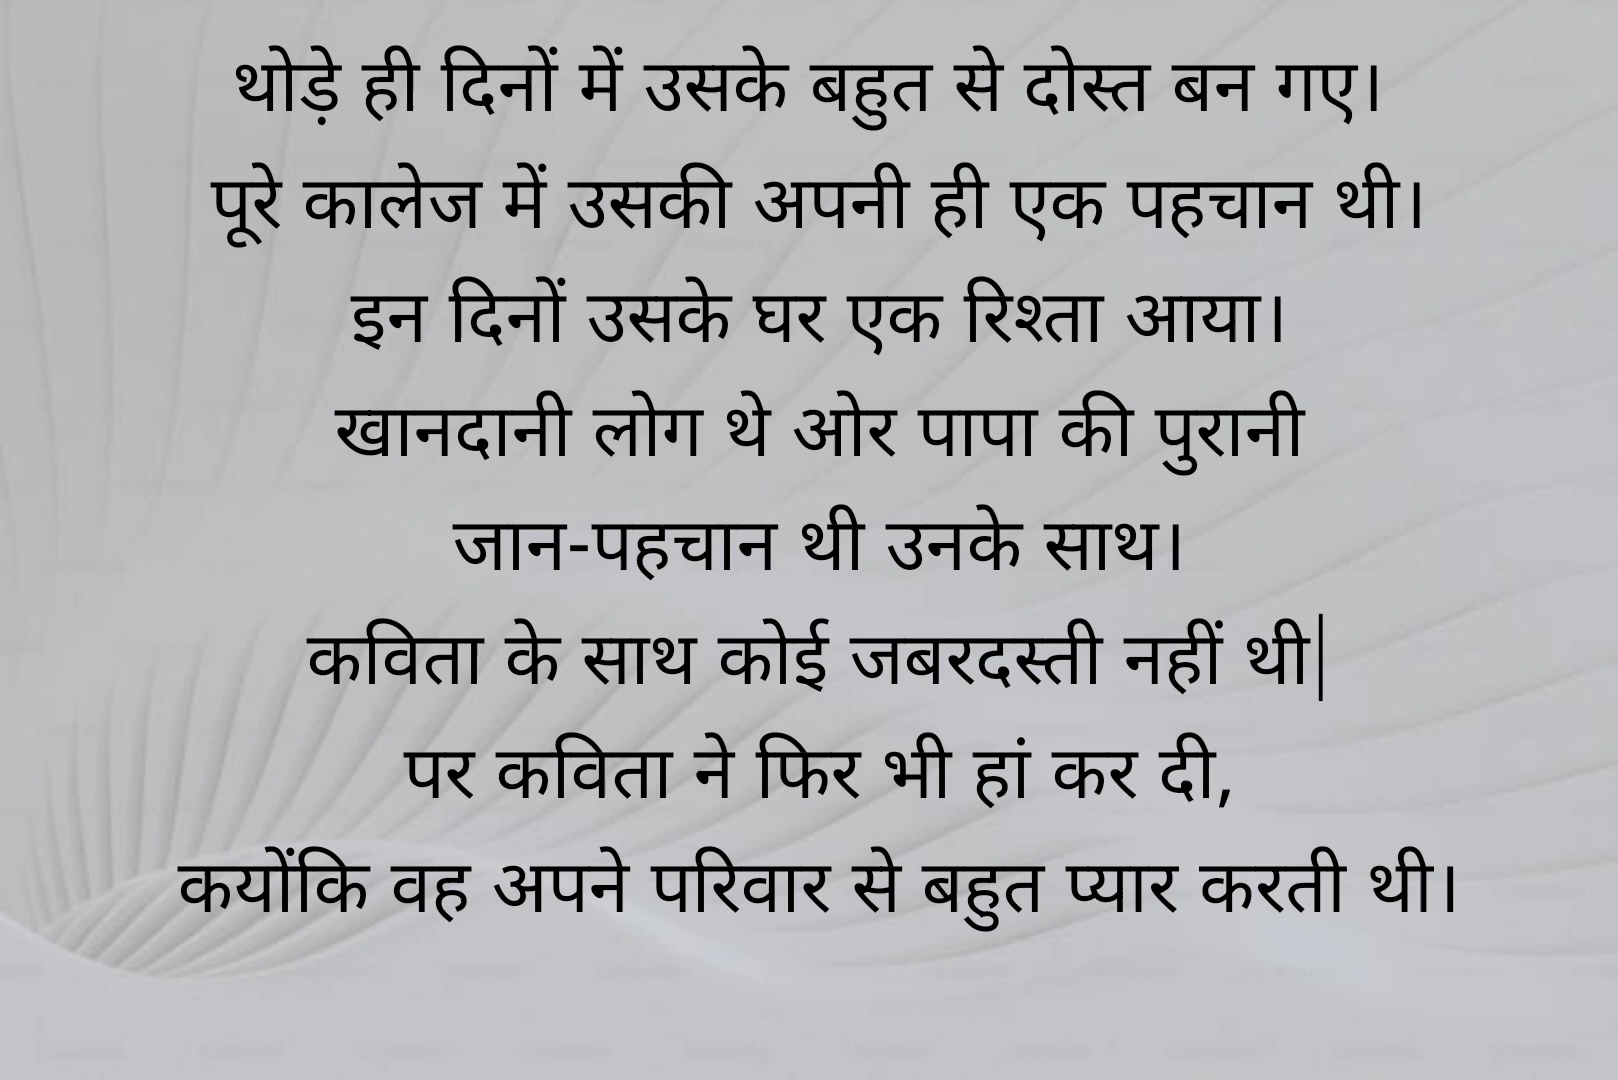 थोड़े ही दिनों में उसके बहुत से दोस्त बन गए।
पूरे कालेज में उसकी अपनी ही एक पहचान थी।
इन दिनों उसके घर एक रिश्ता आया।
खानदानी लोग थे ओर पापा की पुरानी
जान-पहचान थी उनके साथ।
कविता के साथ कोई जबरदस्ती नहीं थी|
पर कविता ने फिर भी हां कर दी,
कयोंकि वह अपने परिवार से बहुत प्यार करती थी।